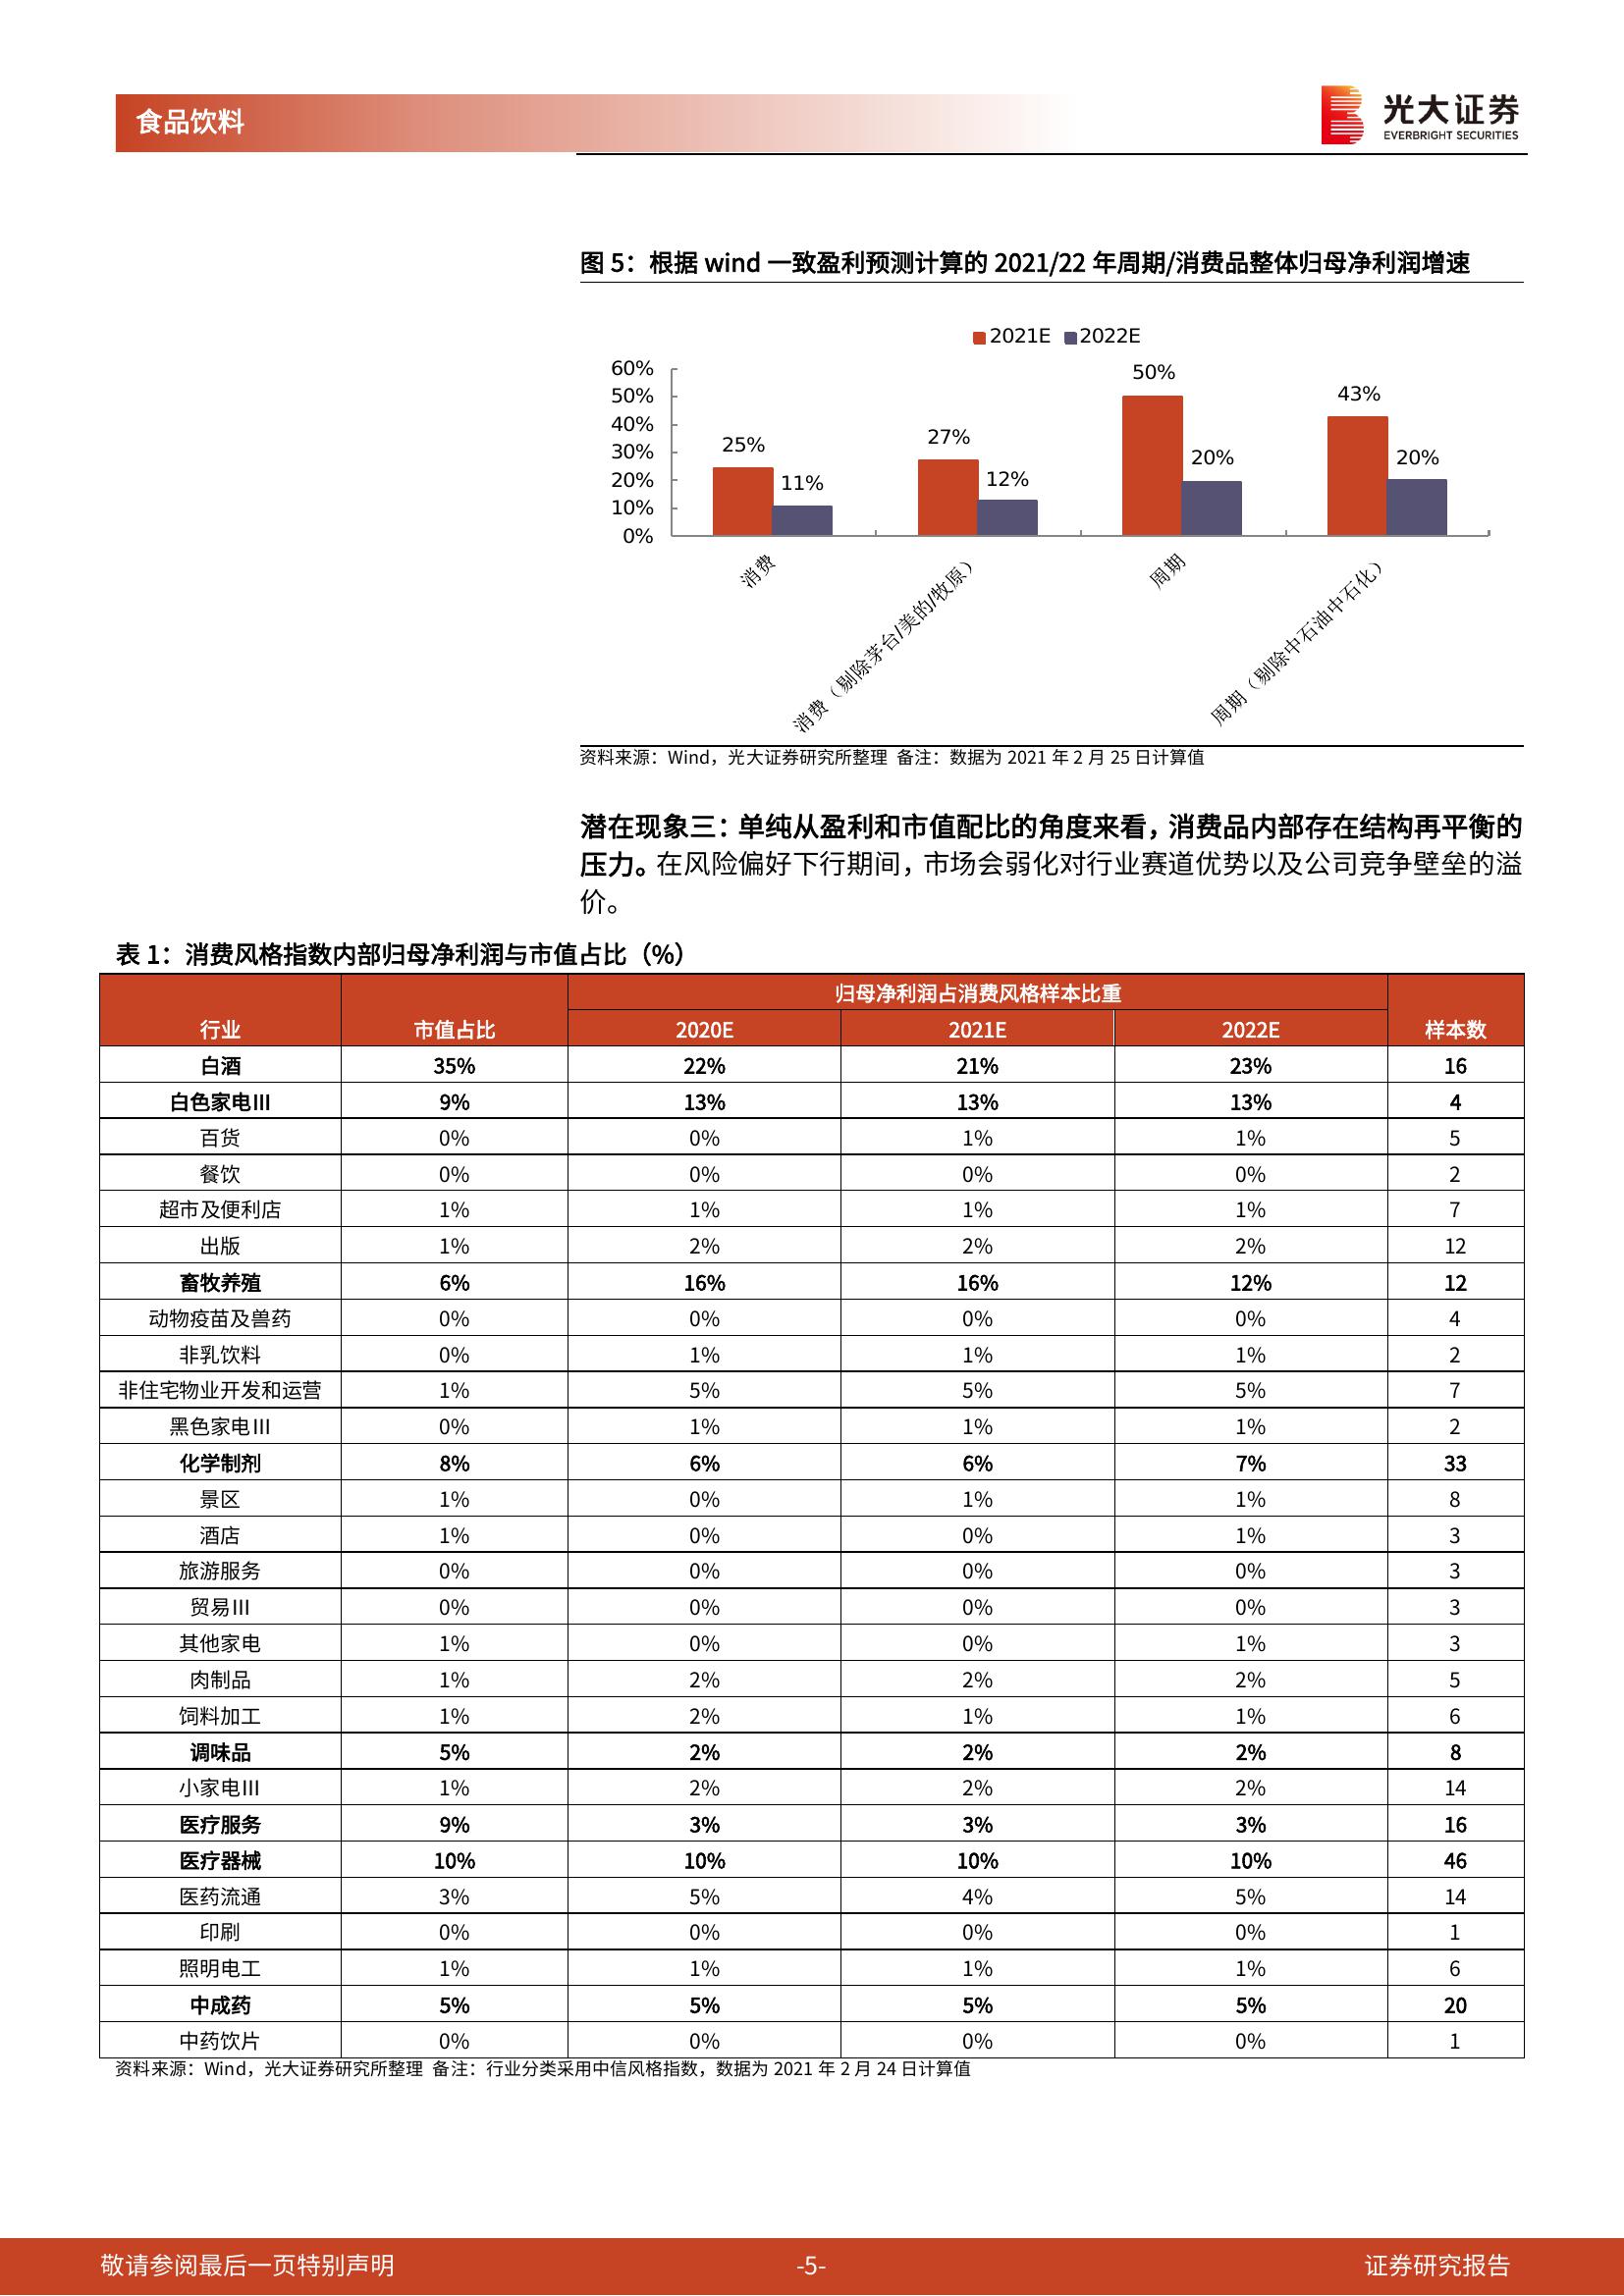 食品饮料
光大证券
EVERBRIGHT SECURITIES
图 5：根据 wind 一致盈利预测计算的 2021/22 年周期/消费品整体归母净利润增速
2021E 2022E
60%
50%
40%
30%
20%
10%
0%
25% 11% 27% 12% 50% 20% 43% 20%
消费
消费（剔除茅台/美的/牧原）
周期
周期（剔除中石油中石化）
资料来源：Wind，光大证券研究所整理 备注：数据为 2021 年 2 月 25 日计算值
潜在现象三：单纯从盈利和市值配比的角度来看，消费品内部存在结构再平衡的
压力。在风险偏好下行期间，市场会弱化对行业赛道优势以及公司竞争壁垒的溢
价。
表 1：消费风格指数内部归母净利润与市值占比（%）
归母净利润占消费风格样本比重
行业 市值占比 2020E 2021E 2022E 样本数
白酒 35% 22% 21% 23% 16
白色家电Ⅲ 9% 13% 13% 13% 4
百货 0% 0% 1% 1% 5
餐饮 0% 0% 0% 0% 2
超市及便利店 1% 1% 1% 1% 7
出版 1% 2% 2% 2% 12
畜牧养殖 6% 16% 16% 12% 12
动物疫苗及兽药 0% 0% 0% 0% 4
非乳饮料 0% 1% 1% 1% 2
非住宅物业开发和运营 1% 5% 5% 5% 7
黑色家电Ⅲ 0% 1% 1% 1% 2
化学制剂 8% 6% 6% 7% 33
景区 1% 0% 1% 1% 8
酒店 1% 0% 0% 1% 3
旅游服务 0% 0% 0% 0% 3
贸易Ⅲ 0% 0% 0% 0% 3
其他家电 1% 0% 0% 1% 3
肉制品 1% 2% 2% 2% 5
饲料加工 1% 2% 1% 1% 6
调味品 5% 2% 2% 2% 8
小家电Ⅲ 1% 2% 2% 2% 14
医疗服务 9% 3% 3% 3% 16
医疗器械 10% 10% 10% 10% 46
医药流通 3% 5% 4% 5% 14
印刷 0% 0% 0% 0% 1
照明电工 1% 1% 1% 1% 6
中成药 5% 5% 5% 5% 20
中药饮片 0% 0% 0% 0% 1
资料来源：Wind，光大证券研究所整理 备注：行业分类采用中信风格指数，数据为 2021 年 2 月 24 日计算值
敬请参阅最后一页特别声明 -5- 证券研究报告